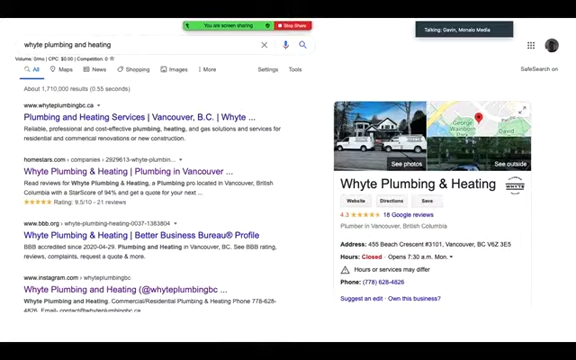 You are screen sharing
Stop Share
Talking: Gavin, Monalo Media
whyte plumbing and heating
Volume: 0/mo | CPC: $0.00 | Competition: 0
All
Maps
News
Shopping
Images
More
Settings
Tools
SafeSearch on
About 1,710,000 results (0.55 seconds)
www.whyteplumbingbc.ca
Plumbing and Heating Services | Vancouver, B.C. | Whyte ...
Reliable, professional and cost-effective plumbing, heating, and gas solutions and services for
residential and commerical renovations or new construction.
homestars.com › companies › 2929613-whyte-plumbin...
Whyte Plumbing & Heating | Plumbing in Vancouver ...
Read reviews for Whyte Plumbing & Heating, a Plumbing pro located in Vancouver, British
Columbia with a StarScore of 94% and get a quote for your next ...
Rating: 9.5/10 - 21 reviews
www.bbb.org › whyte-plumbing-heating-0037-1383804
Whyte Plumbing & Heating | Better Business Bureau® Profile
BBB accredited since 2020-04-29. Plumbing and Heating in Vancouver, BC. See BBB rating,
reviews, complaints, request a quote & more.
www.instagram.com › whyteplumbingbc
Whyte Plumbing and Heating (@whyteplumbingbc ...
Whyte Plumbing and Heating. Commercial/Residential Plumbing & Heating Phone 778-628-
4826. Email- contact@whyteplumbingbc.ca
See photos
George
Wainborn
Park
David
See outside
Whyte Plumbing & Heating
WHYTE
Website
Directions
Save
4.3 18 Google reviews
Plumber in Vancouver, British Columbia
Address: 455 Beach Crescent #3101, Vancouver, BC V6Z 3E5
Hours: Closed · Opens 7:30 a.m. Mon.
Hours or services may differ
Phone: (778) 628-4826
Suggest an edit · Own this business?